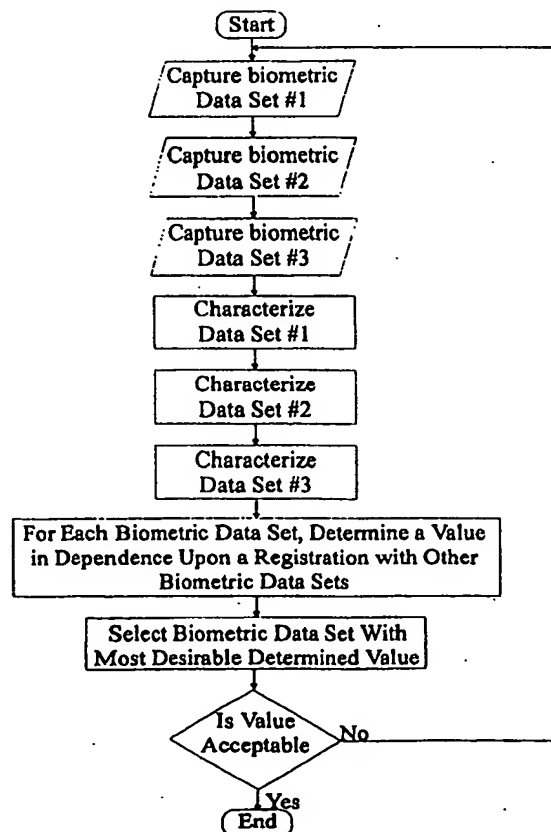 Start
Capture biometric
Data Set #1
Capture biometric
Data Set #2
Capture biometric
Data Set #3
Characterize
Data Set #1
Characterize
Data Set #2
Characterize
Data Set #3
For Each Biometric Data Set, Determine a Value
in Dependence Upon a Registration with Other
Biometric Data Sets
Select Biometric Data Set With
Most Desirable Determined Value
Is Value
Acceptable
No
Yes
End